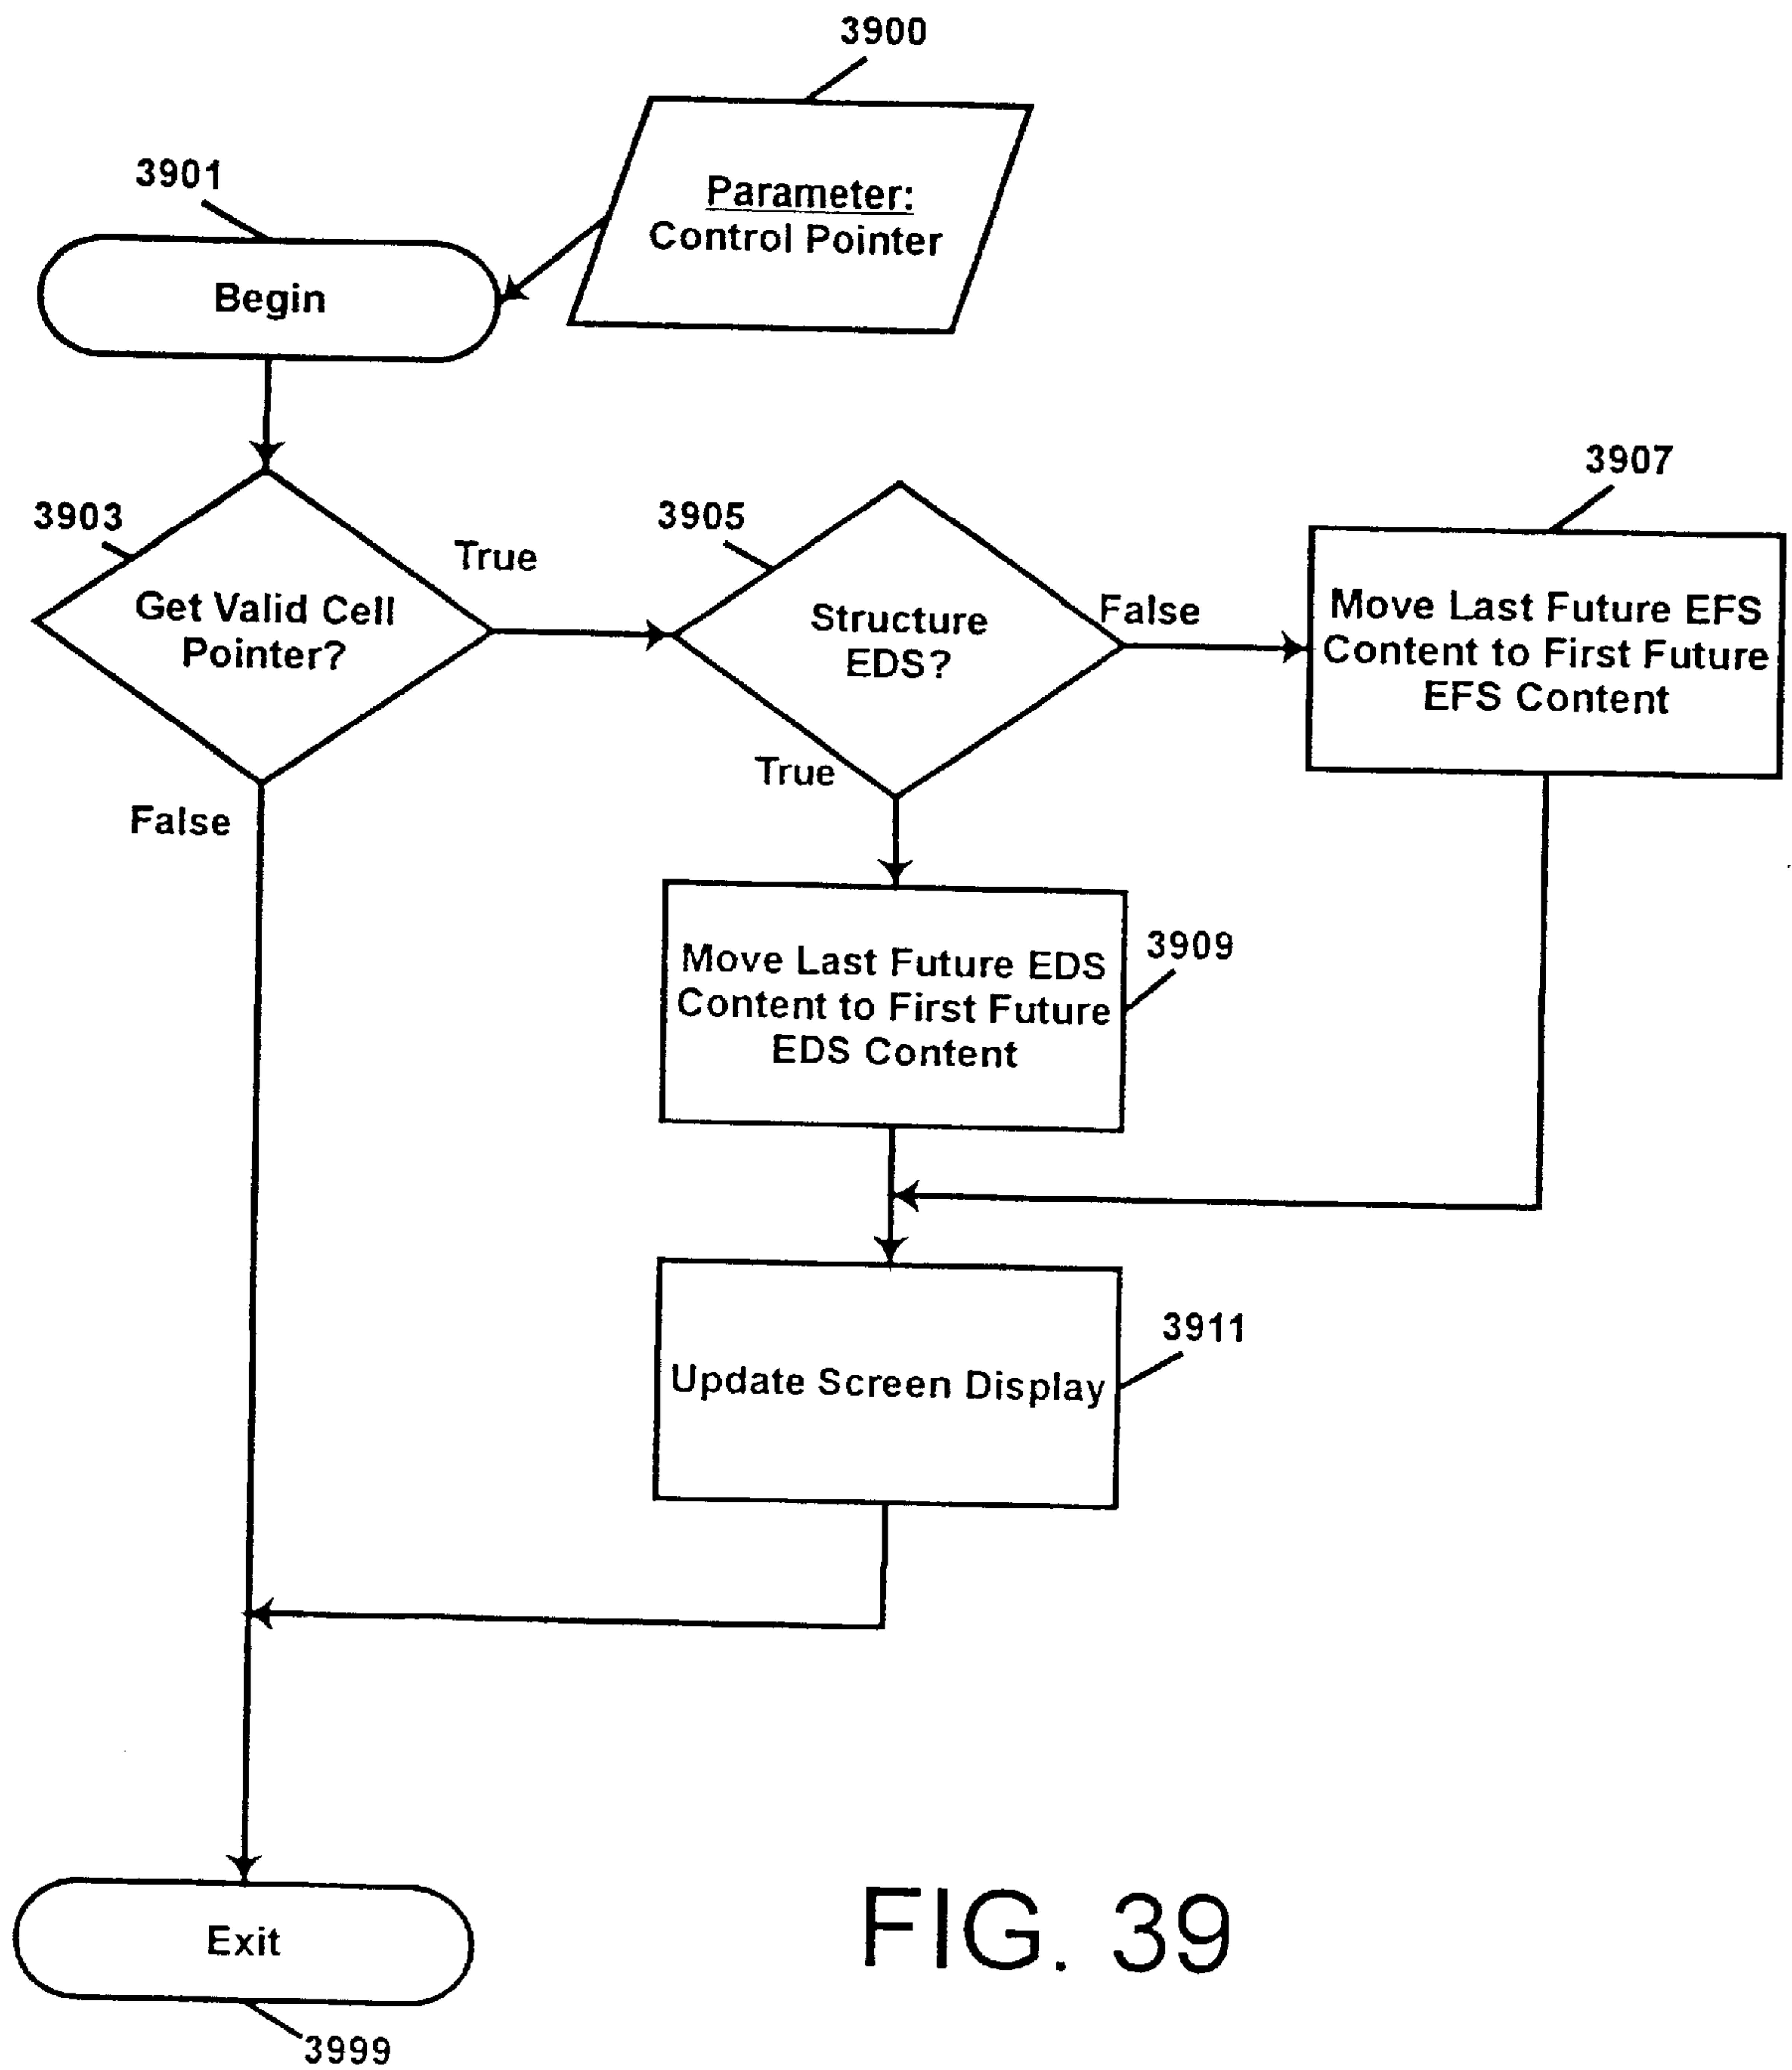 3900
Parameter:
Control Pointer
3901
Begin
3903
Get Valid Cell
Pointer?
True
False
3905
Structure
EDS?
False
True
3907
Move Last Future EFS
Content to First Future
EFS Content
3909
Move Last Future EDS
Content to First Future
EDS Content
3911
Update Screen Display
Exit
3999
FIG. 39